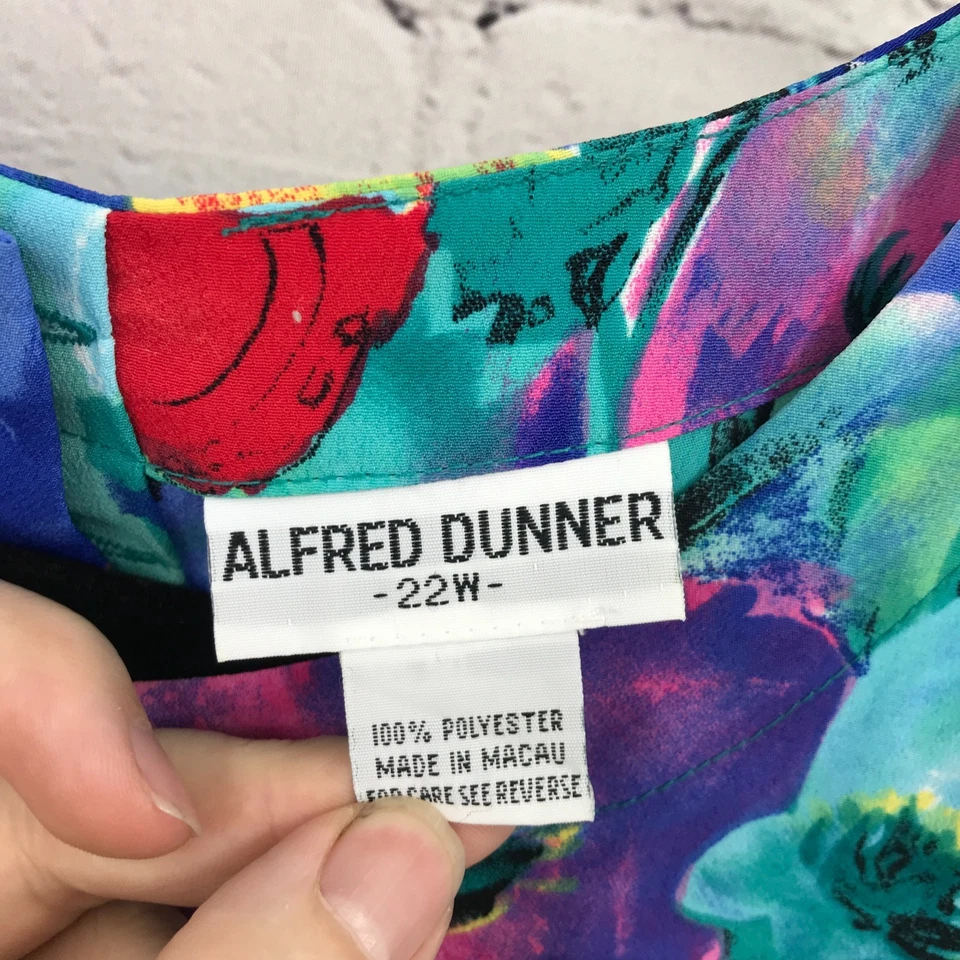 ALFRED DUNNER
-22W-
100% POLYESTER
MADE IN MACAU
FOR CARE SEE REVERSE